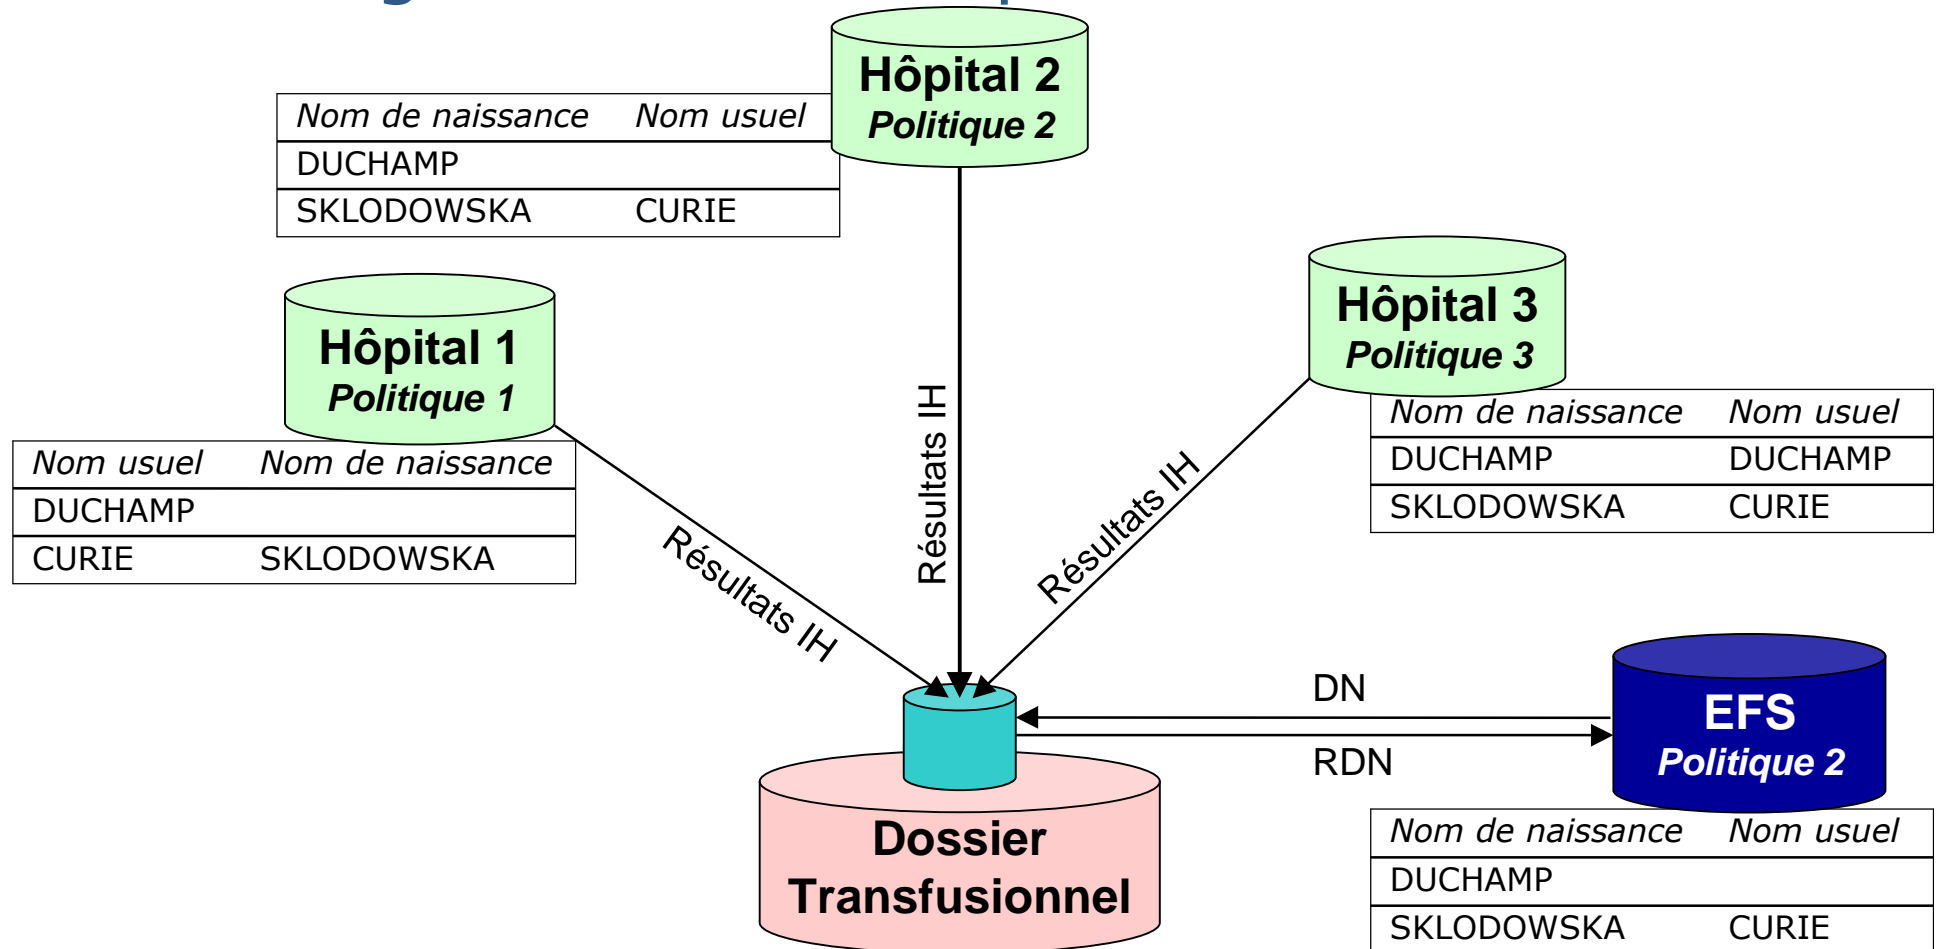 Hôpital 2
Politique 2
Nom de naissance Nom usuel
DUCHAMP
SKLODOWSKA CURIE
Hôpital 1
Politique 1
Nom usuel Nom de naissance
DUCHAMP
CURIE SKLODOWSKA
Hôpital 3
Politique 3
Nom de naissance Nom usuel
DUCHAMP DUCHAMP
SKLODOWSKA CURIE
Résultats IH
Résultats IH
Résultats IH
DN
RDN
EFS
Politique 2
Nom de naissance Nom usuel
DUCHAMP
SKLODOWSKA CURIE
Dossier
Transfusionnel